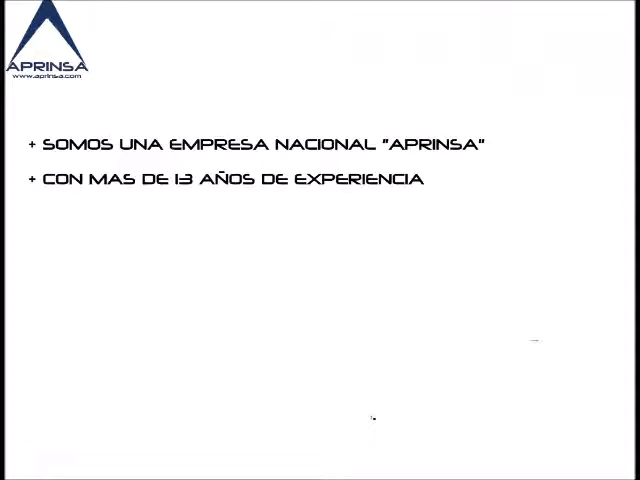 APRINSA
www.aprinsa.com
+ SOMOS UNA EMPRESA NACIONAL "APRINSA"
+ CON MAS DE 13 AÑOS DE EXPERIENCIA